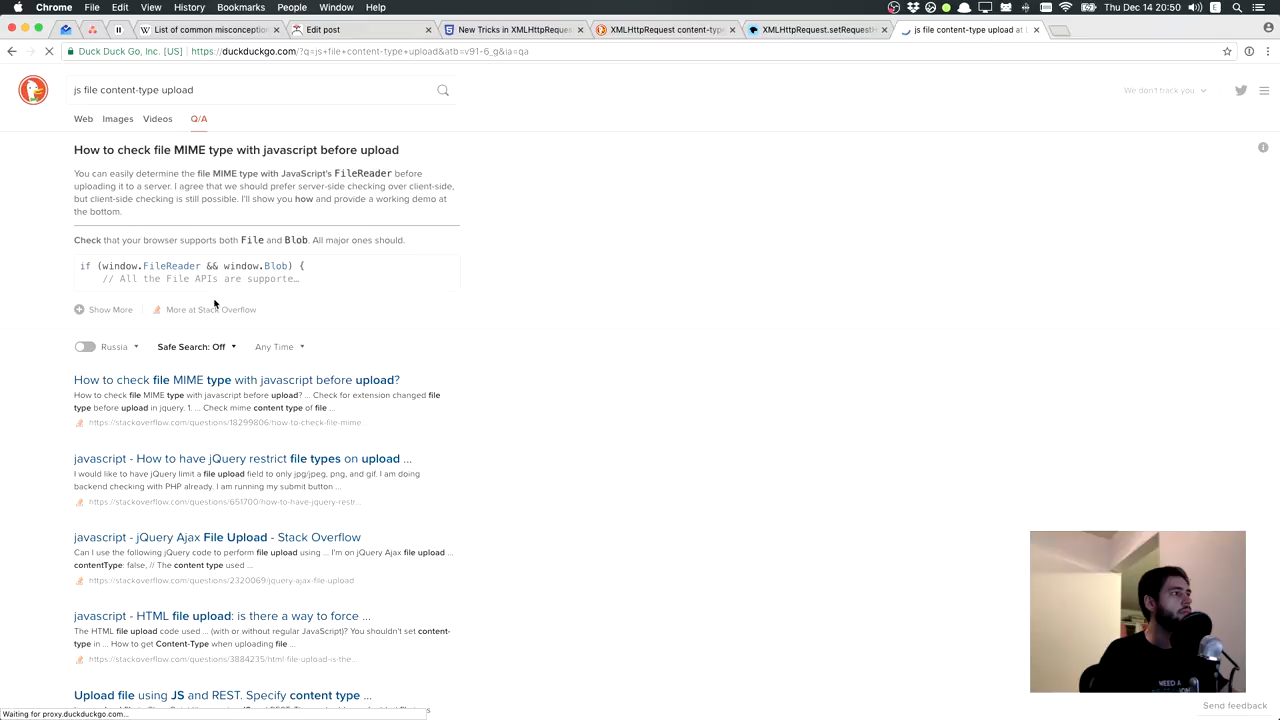 Chrome File Edit View History Bookmarks People Window Help
Tue 24 Apr 20:50
List of common misconception
Edit post
New Tricks in XMLHttpReques
XMLHttpRequest content-type
XMLHttpRequest.setRequestH
js file content-type upload at D
Duck Duck Go, Inc. [US] https://duckduckgo.com/?q=js+file+content-type+upload&atb=v91-6_g&ia=qa
js file content-type upload
We don't track you.
Web Images Videos Q/A
How to check file MIME type with javascript before upload
You can easily determine the file MIME type with JavaScript's FileReader before
uploading it to a server. I agree that we should prefer server-side checking over client-side,
but client-side checking is still possible. I'll show you how and provide a working demo at
the bottom.
Check that your browser supports both File and Blob. All major ones should.
if (window.FileReader && window.Blob) {
// All the File APIs are supporte…
Show More More at Stack Overflow
Russia Safe Search: Off Any Time
How to check file MIME type with javascript before upload?
How to check file MIME type with javascript before upload? ... Check for extension changed file
type before upload in jquery. 1. ... Check mime content type of file ...
https://stackoverflow.com/questions/18299806/how-to-check-file-mime
javascript - How to have jQuery restrict file types on upload ...
I would like to have jQuery limit a file upload field to only jpg/jpeg, png, and gif. I am doing
backend checking with PHP already. I am running my submit button ...
https://stackoverflow.com/questions/651700/how-to-have-jquery-restr...
javascript - jQuery Ajax File Upload - Stack Overflow
Can I use the following jQuery code to perform file upload using ... I'm on jQuery Ajax file upload ...
contentType: false, // The content type used ...
https://stackoverflow.com/questions/2320069/jquery-ajax-file-upload
javascript - HTML file upload: is there a way to force ...
The HTML file upload code used ... (with or without regular JavaScript)? You shouldn't set content-
type in ... How to get Content-Type when uploading file ...
https://stackoverflow.com/questions/3884235/html-file-upload-is-the...
Upload file using JS and REST. Specify content type ...
NEED A
Send feedback
Waiting for proxy.duckduckgo.com...